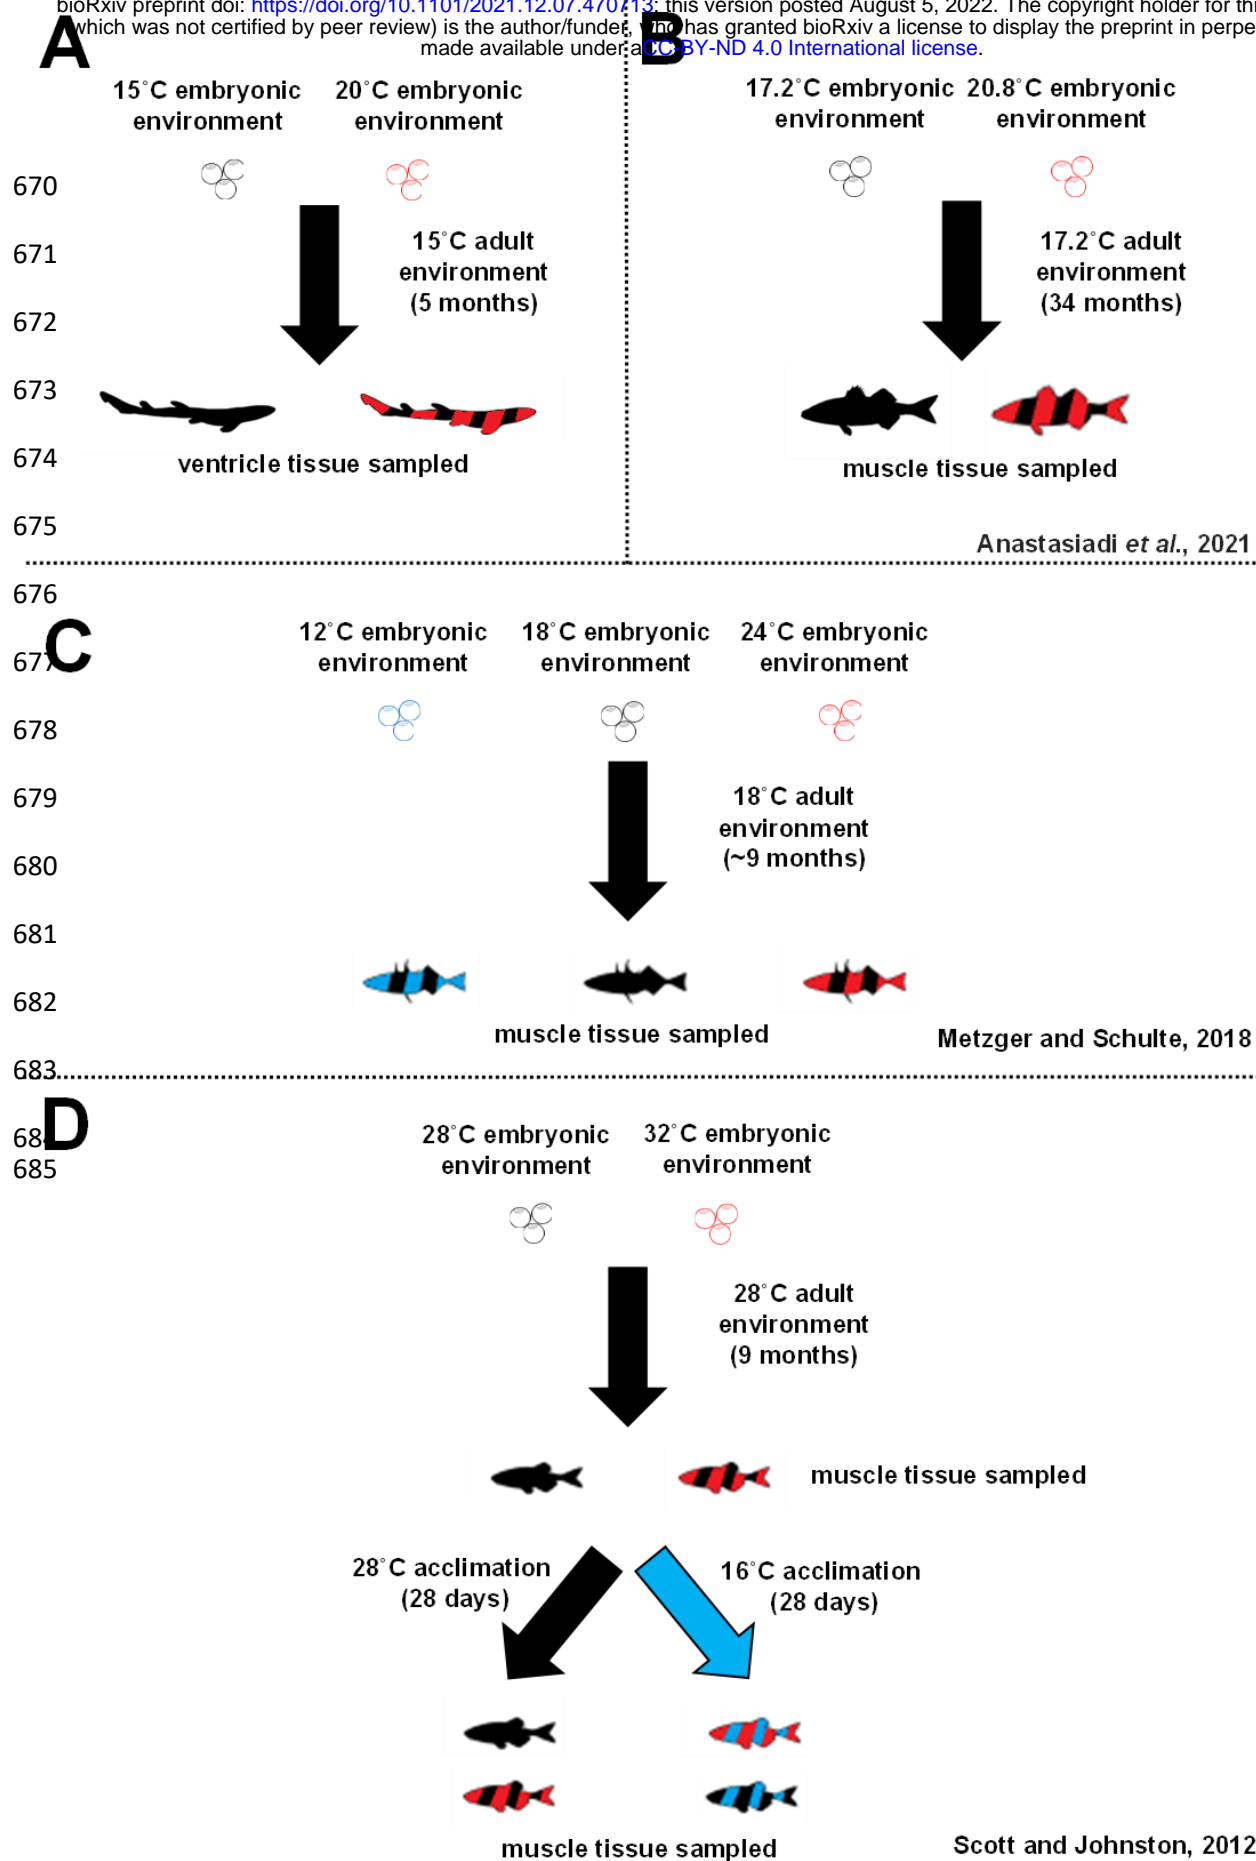 bioRxiv preprint doi: https://doi.org/10.1101/2021.12.07.470713; this version posted August 5, 2022. The copyright holder for thi
which was not certified by peer review) is the author/funder, who has granted bioRxiv a license to display the preprint in perpe
made available under aCC-BY-ND 4.0 International license.
A
15°C embryonic environment
20°C embryonic environment
670
671
15°C adult
environment
(5 months)
672
673
674
ventricle tissue sampled
675
B
17.2°C embryonic environment
20.8°C embryonic environment
17.2°C adult
environment
(34 months)
muscle tissue sampled
Anastasiadi et al., 2021
676
C
677
12°C embryonic environment
18°C embryonic environment
24°C embryonic environment
678
679
18°C adult
environment
(~9 months)
680
681
682
muscle tissue sampled
Metzger and Schulte, 2018
683
D
685
28°C embryonic environment
32°C embryonic environment
28°C adult
environment
(9 months)
muscle tissue sampled
28°C acclimation
(28 days)
16°C acclimation
(28 days)
muscle tissue sampled
Scott and Johnston, 2012